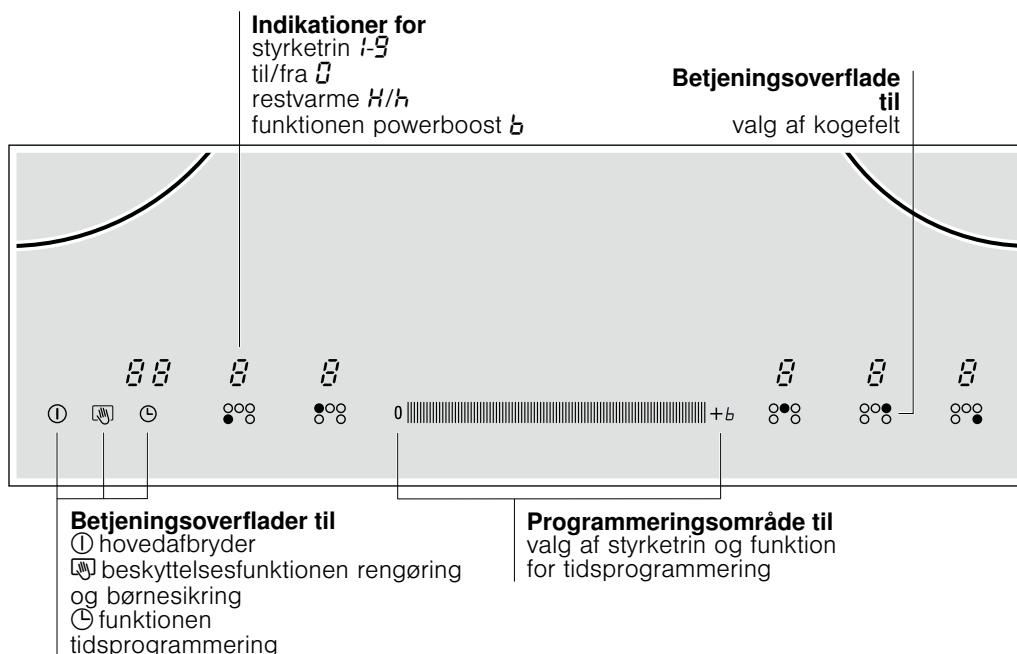 Indikationer for
styrketrin 1-9
til/fra 0
restvarme H/h
funktionen powerboost b
Betjeningsoverflade
til
valg af kogefelt
88 8 8 8 8 8
0 +b
Betjeningsoverflader til
hovedafbryder
beskyttelsesfunktionen rengøring
og børnesikring
funktionen
tidsprogrammering
Programmeringsområde til
valg af styrketrin og funktion
for tidsprogrammering